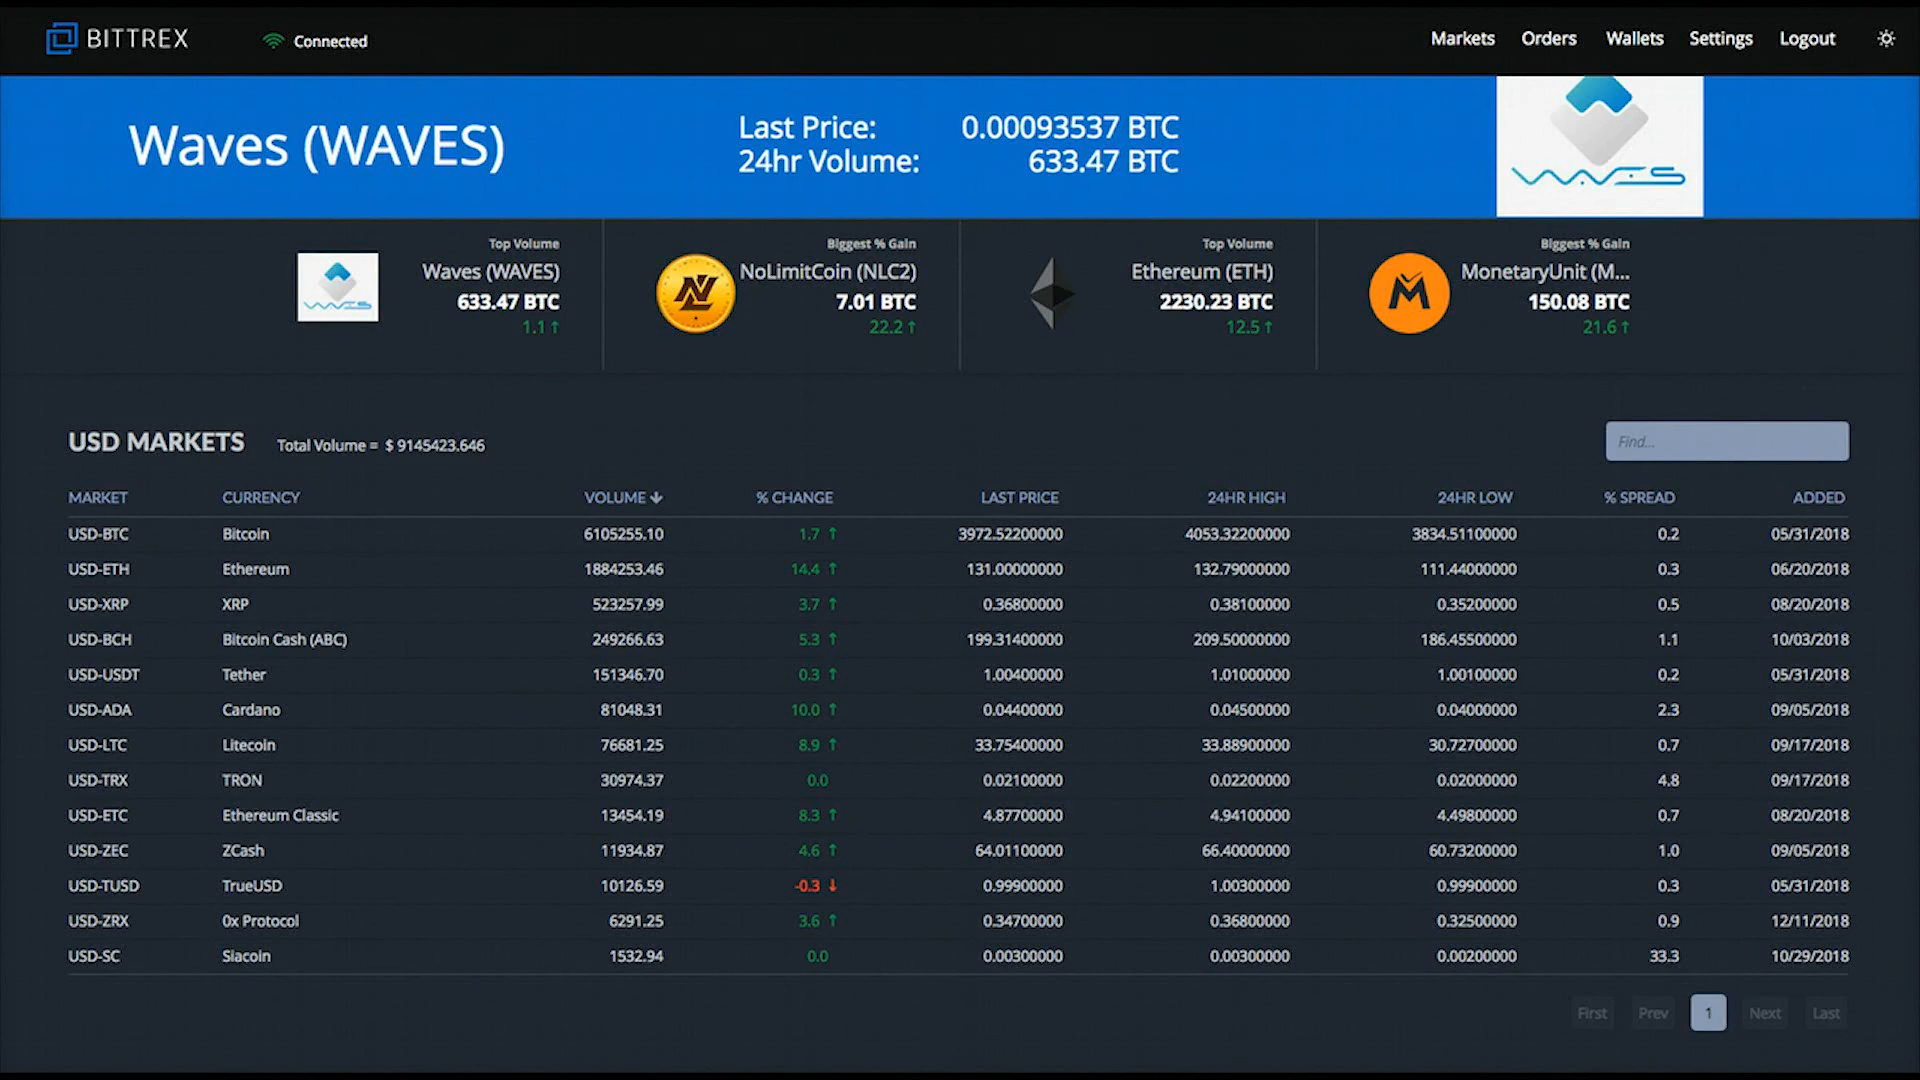 BITTREX Connected Markets Orders Wallets Settings Logout
Waves (WAVES)
Last Price: 0.00093537 BTC
24hr Volume: 633.47 BTC
WAVES
Top Volume
Waves (WAVES)
633.47 BTC
1.1 ↑
WAVES
Biggest % Gain
NoLimitCoin (NLC2)
7.01 BTC
22.2 ↑
Top Volume
Ethereum (ETH)
2230.23 BTC
12.5 ↑
Biggest % Gain
MonetaryUnit (M...
150.08 BTC
21.6 ↑
USD MARKETS Total Volume = $ 9145423.646 Find...
MARKET CURRENCY VOLUME ↓ % CHANGE LAST PRICE 24HR HIGH 24HR LOW % SPREAD ADDED
USD-BTC Bitcoin 6105255.10 1.7 ↑ 3972.52200000 4053.32200000 3834.51100000 0.2 05/31/2018
USD-ETH Ethereum 1884253.46 14.4 ↑ 131.00000000 132.79000000 111.44000000 0.3 06/20/2018
USD-XRP XRP 523257.99 3.7 ↑ 0.36800000 0.38100000 0.35200000 0.5 08/20/2018
USD-BCH Bitcoin Cash (ABC) 249266.63 5.3 ↑ 199.31400000 209.50000000 186.45500000 1.1 10/03/2018
USD-USDT Tether 151346.70 0.3 ↑ 1.00400000 1.01000000 1.00100000 0.2 05/31/2018
USD-ADA Cardano 81048.31 10.0 ↑ 0.04400000 0.04500000 0.04000000 2.3 09/05/2018
USD-LTC Litecoin 76681.25 8.9 ↑ 33.75400000 33.88900000 30.72700000 0.7 09/17/2018
USD-TRX TRON 30974.37 0.0 0.02100000 0.02200000 0.02000000 4.8 09/17/2018
USD-ETC Ethereum Classic 13454.19 8.3 ↑ 4.87700000 4.94100000 4.49800000 0.7 08/20/2018
USD-ZEC ZCash 11934.87 4.6 ↑ 64.01100000 66.40000000 60.73200000 1.0 09/05/2018
USD-TUSD TrueUSD 10126.59 -0.3 ↓ 0.99900000 1.00300000 0.99900000 0.3 05/31/2018
USD-ZRX 0x Protocol 6291.25 3.6 ↑ 0.34700000 0.36800000 0.32500000 0.9 12/11/2018
USD-SC Siacoin 1532.94 0.0 0.00300000 0.00300000 0.00200000 33.3 10/29/2018
First Prev 1 Next Last